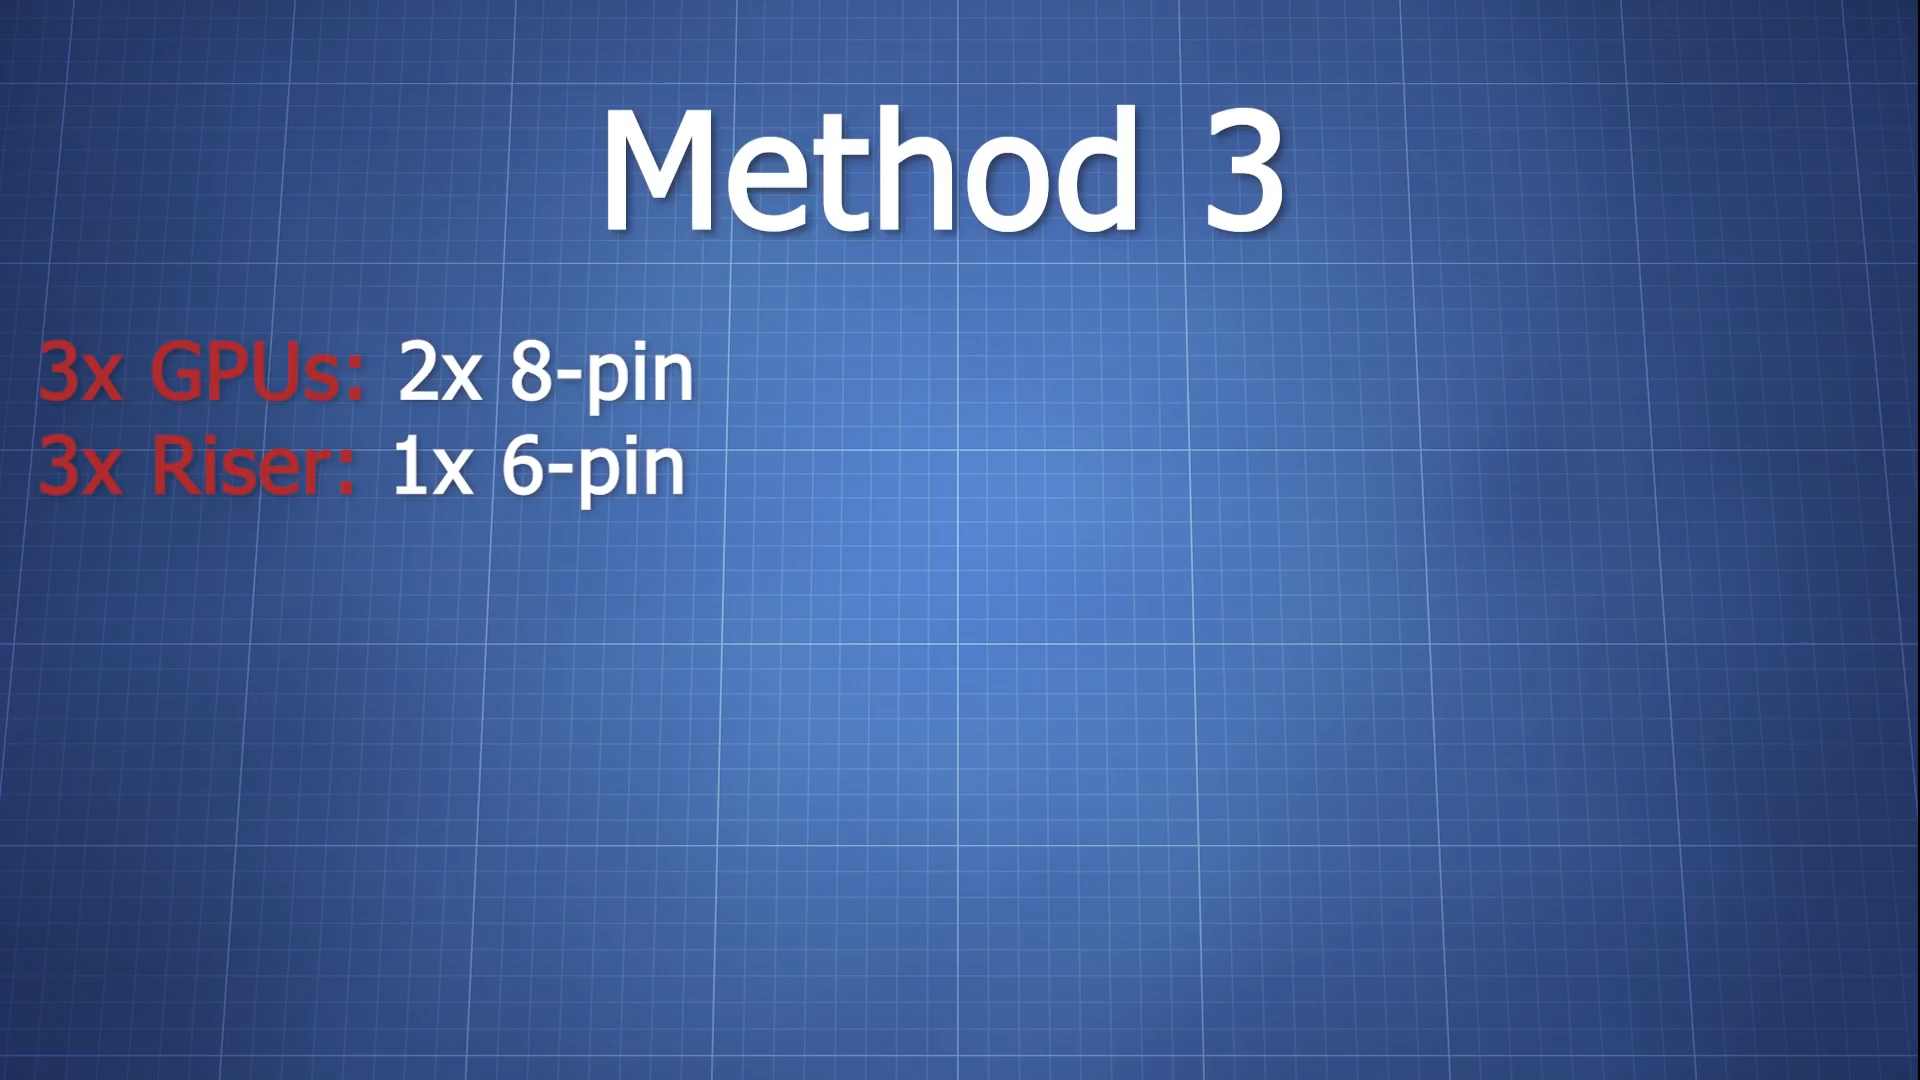 Method 3
3x GPUs: 2x 8-pin
3x Riser: 1x 6-pin